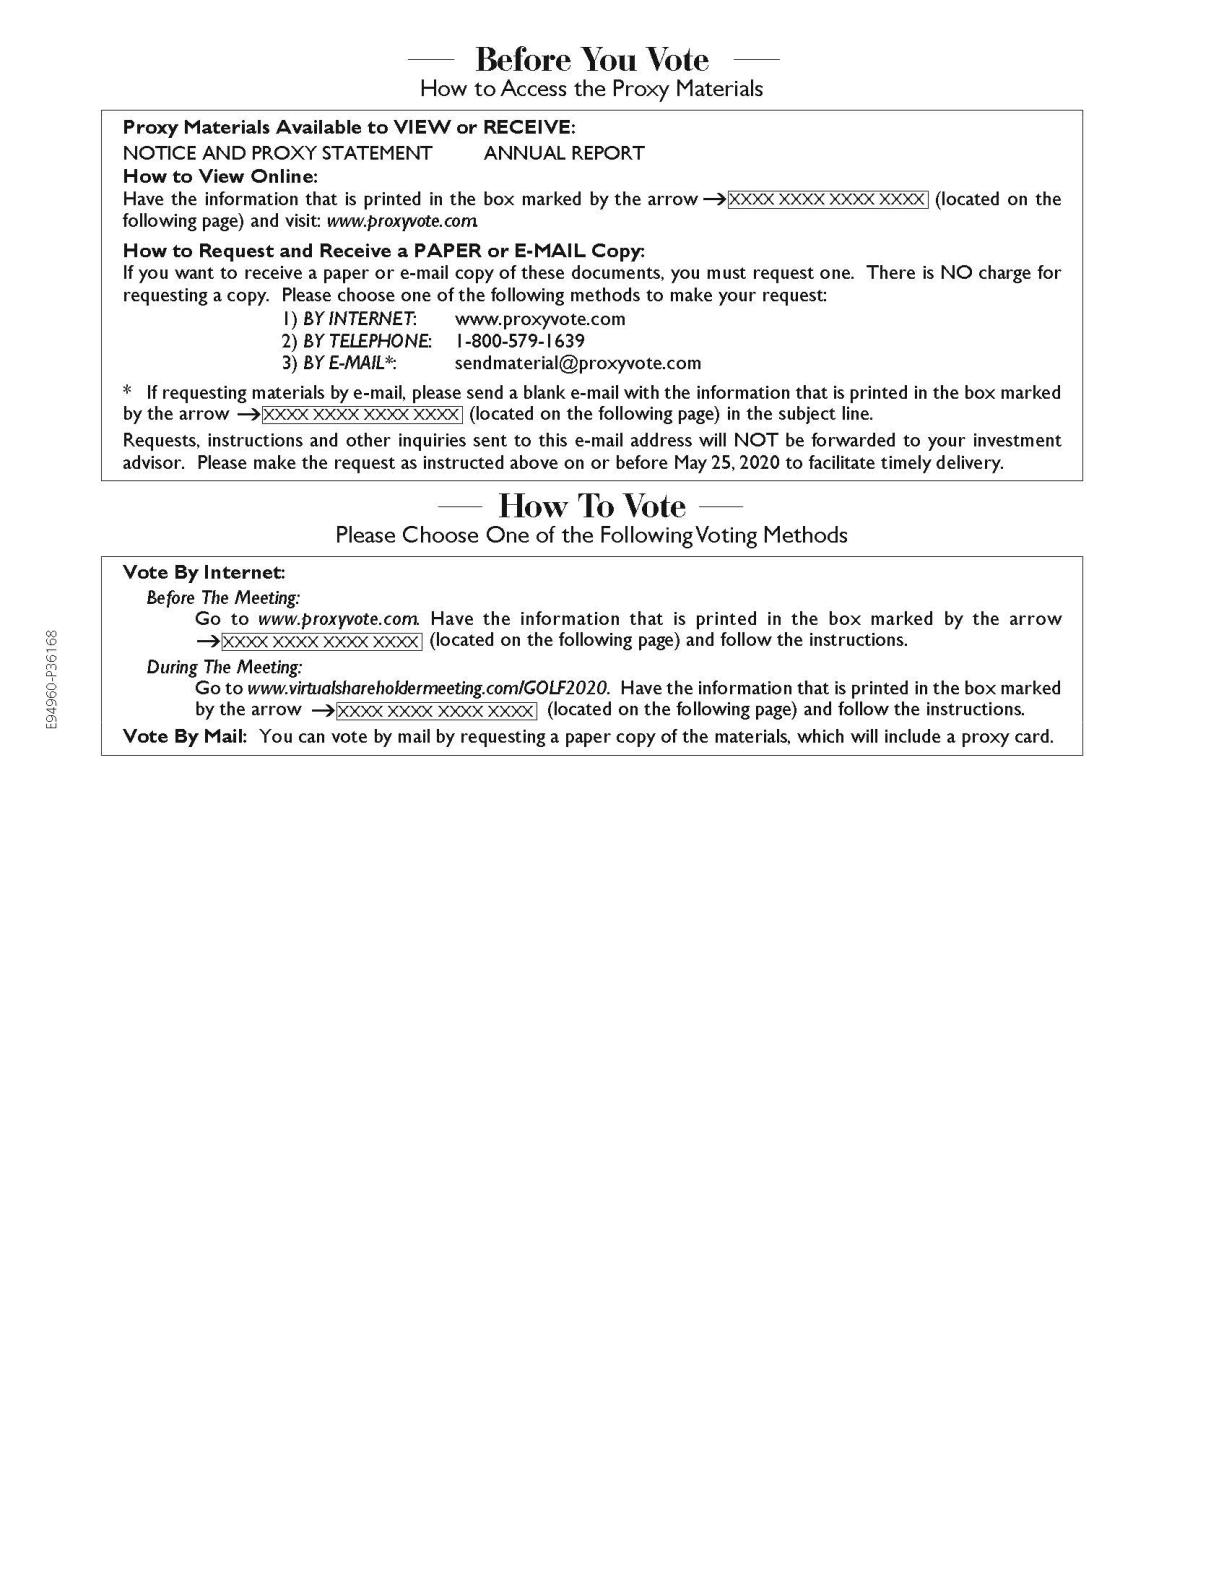 Before You Vote
How to Access the Proxy Materials
Proxy Materials Available to VIEW or RECEIVE:
NOTICE AND PROXY STATEMENT ANNUAL REPORT
How to View Online:
Have the information that is printed in the box marked by the arrow →XXXX XXXX XXXX XXXX (located on the
following page) and visit: www.proxyvote.com.
How to Request and Receive a PAPER or E-MAIL Copy:
If you want to receive a paper or e-mail copy of these documents, you must request one. There is NO charge for
requesting a copy. Please choose one of the following methods to make your request:
1) BY INTERNET: www.proxyvote.com
2) BY TELEPHONE: 1-800-579-1639
3) BY E-MAIL*: sendmaterial@proxyvote.com
* If requesting materials by e-mail, please send a blank e-mail with the information that is printed in the box marked
by the arrow →XXXX XXXX XXXX XXXX (located on the following page) in the subject line.
Requests, instructions and other inquiries sent to this e-mail address will NOT be forwarded to your investment
advisor. Please make the request as instructed above on or before May 25, 2020 to facilitate timely delivery.
How To Vote
Please Choose One of the Following Voting Methods
Vote By Internet:
Before The Meeting:
Go to www.proxyvote.com. Have the information that is printed in the box marked by the arrow
→XXXX XXXX XXXX XXXX (located on the following page) and follow the instructions.
During The Meeting:
Go to www.virtualshareholdermeeting.com/GOLF2020. Have the information that is printed in the box marked
by the arrow →XXXX XXXX XXXX XXXX (located on the following page) and follow the instructions.
Vote By Mail: You can vote by mail by requesting a paper copy of the materials, which will include a proxy card.
E94960-P36168